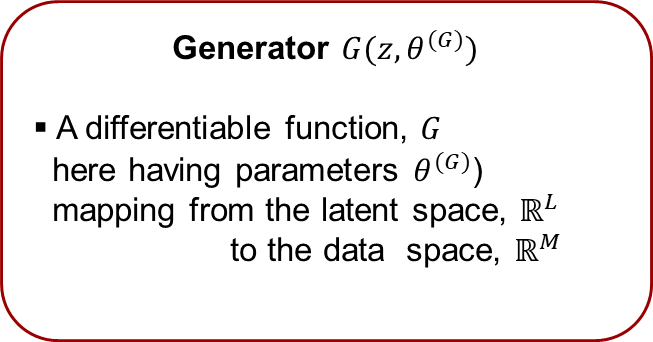 Generator G(z, θ^(G))
▪ A differentiable function, G
here having parameters θ^(G))
mapping from the latent space, ℝ^L
to the data space, ℝ^M